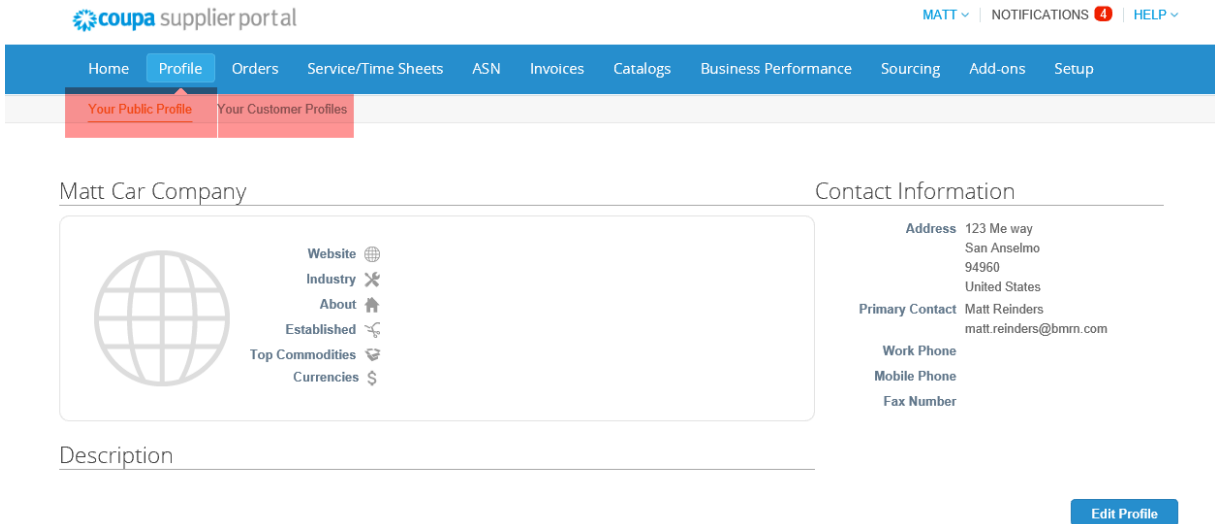 coupa supplier portal
MATT NOTIFICATIONS 4 HELP
Home Profile Orders Service/Time Sheets ASN Invoices Catalogs Business Performance Sourcing Add-ons Setup
Your Public Profile Your Customer Profiles
Matt Car Company
Website
Industry
About
Established
Top Commodities
Currencies $
Description
Contact Information
Address 123 Me way
San Anselmo
94960
United States
Primary Contact Matt Reinders
matt.reinders@bmrn.com
Work Phone
Mobile Phone
Fax Number
Edit Profile